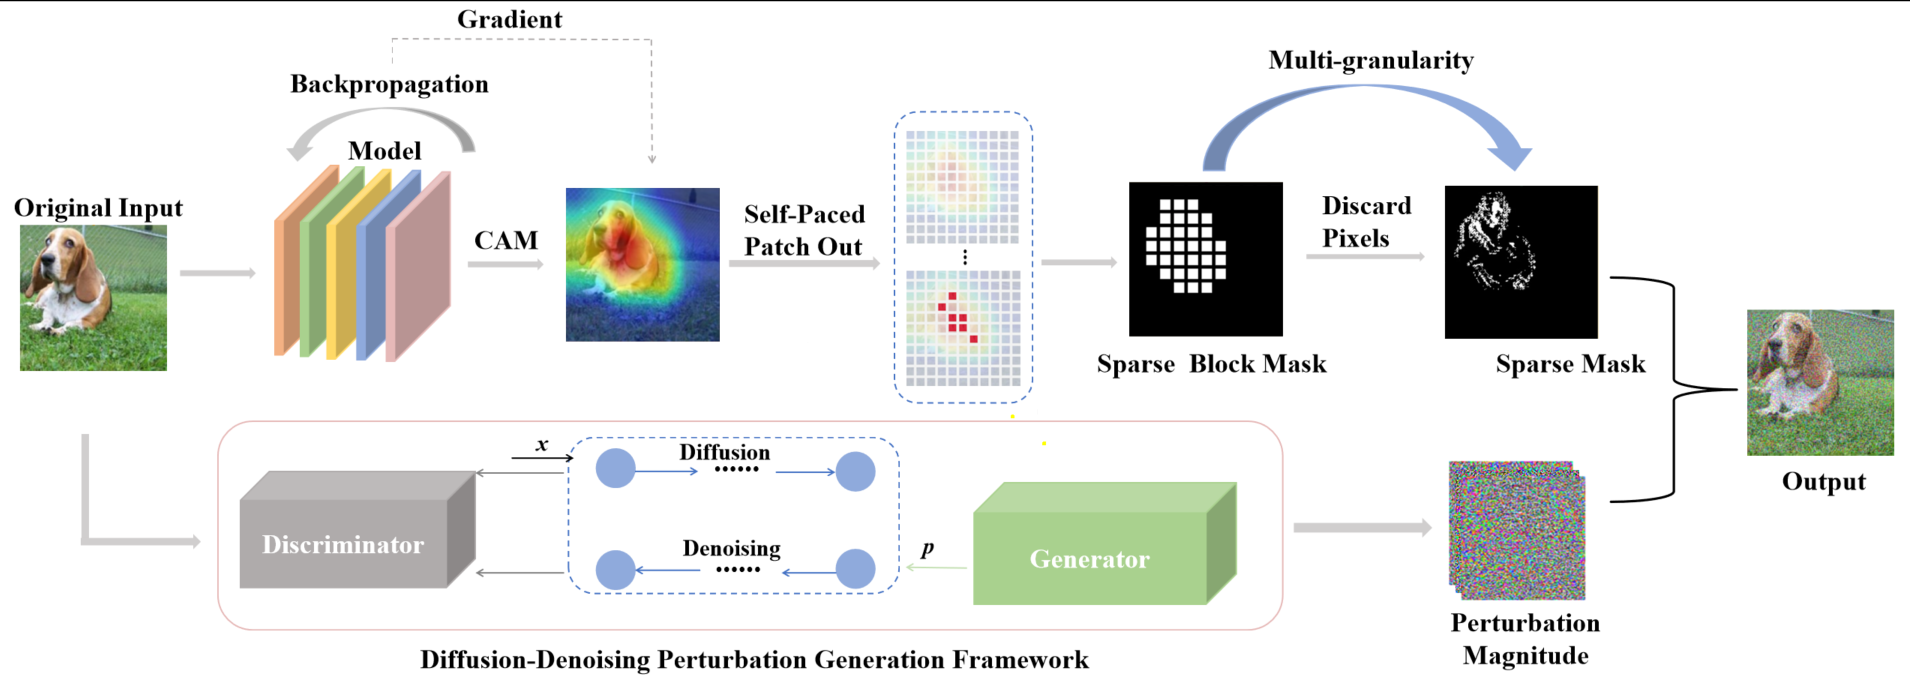 Gradient
Backpropagation
Model
Original Input
CAM
Self-Paced
Patch Out
Multi-granularity
Discard
Pixels
Sparse Block Mask
Sparse Mask
Output
x
Diffusion
Discriminator
Denoising
p
Generator
Perturbation
Magnitude
Diffusion-Denoising Perturbation Generation Framework